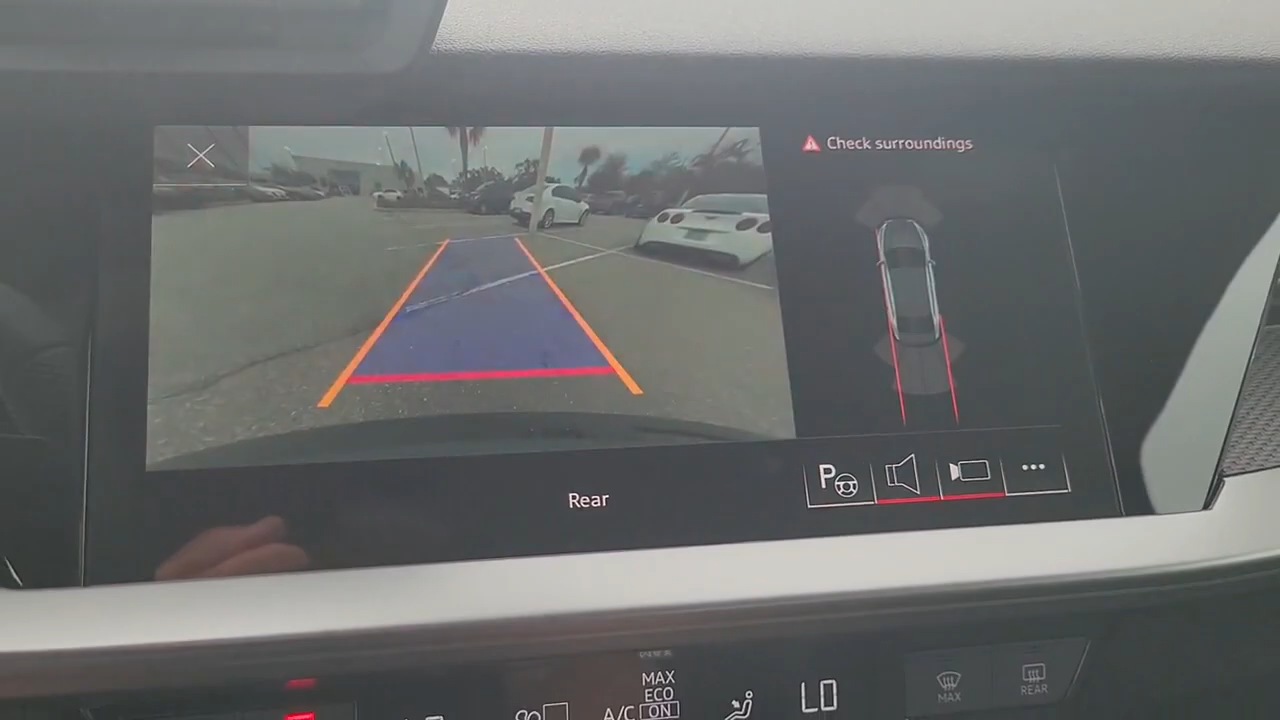 Check surroundings
P
Rear
MAX
ECO
A/C ON
LO
MAX
REAR